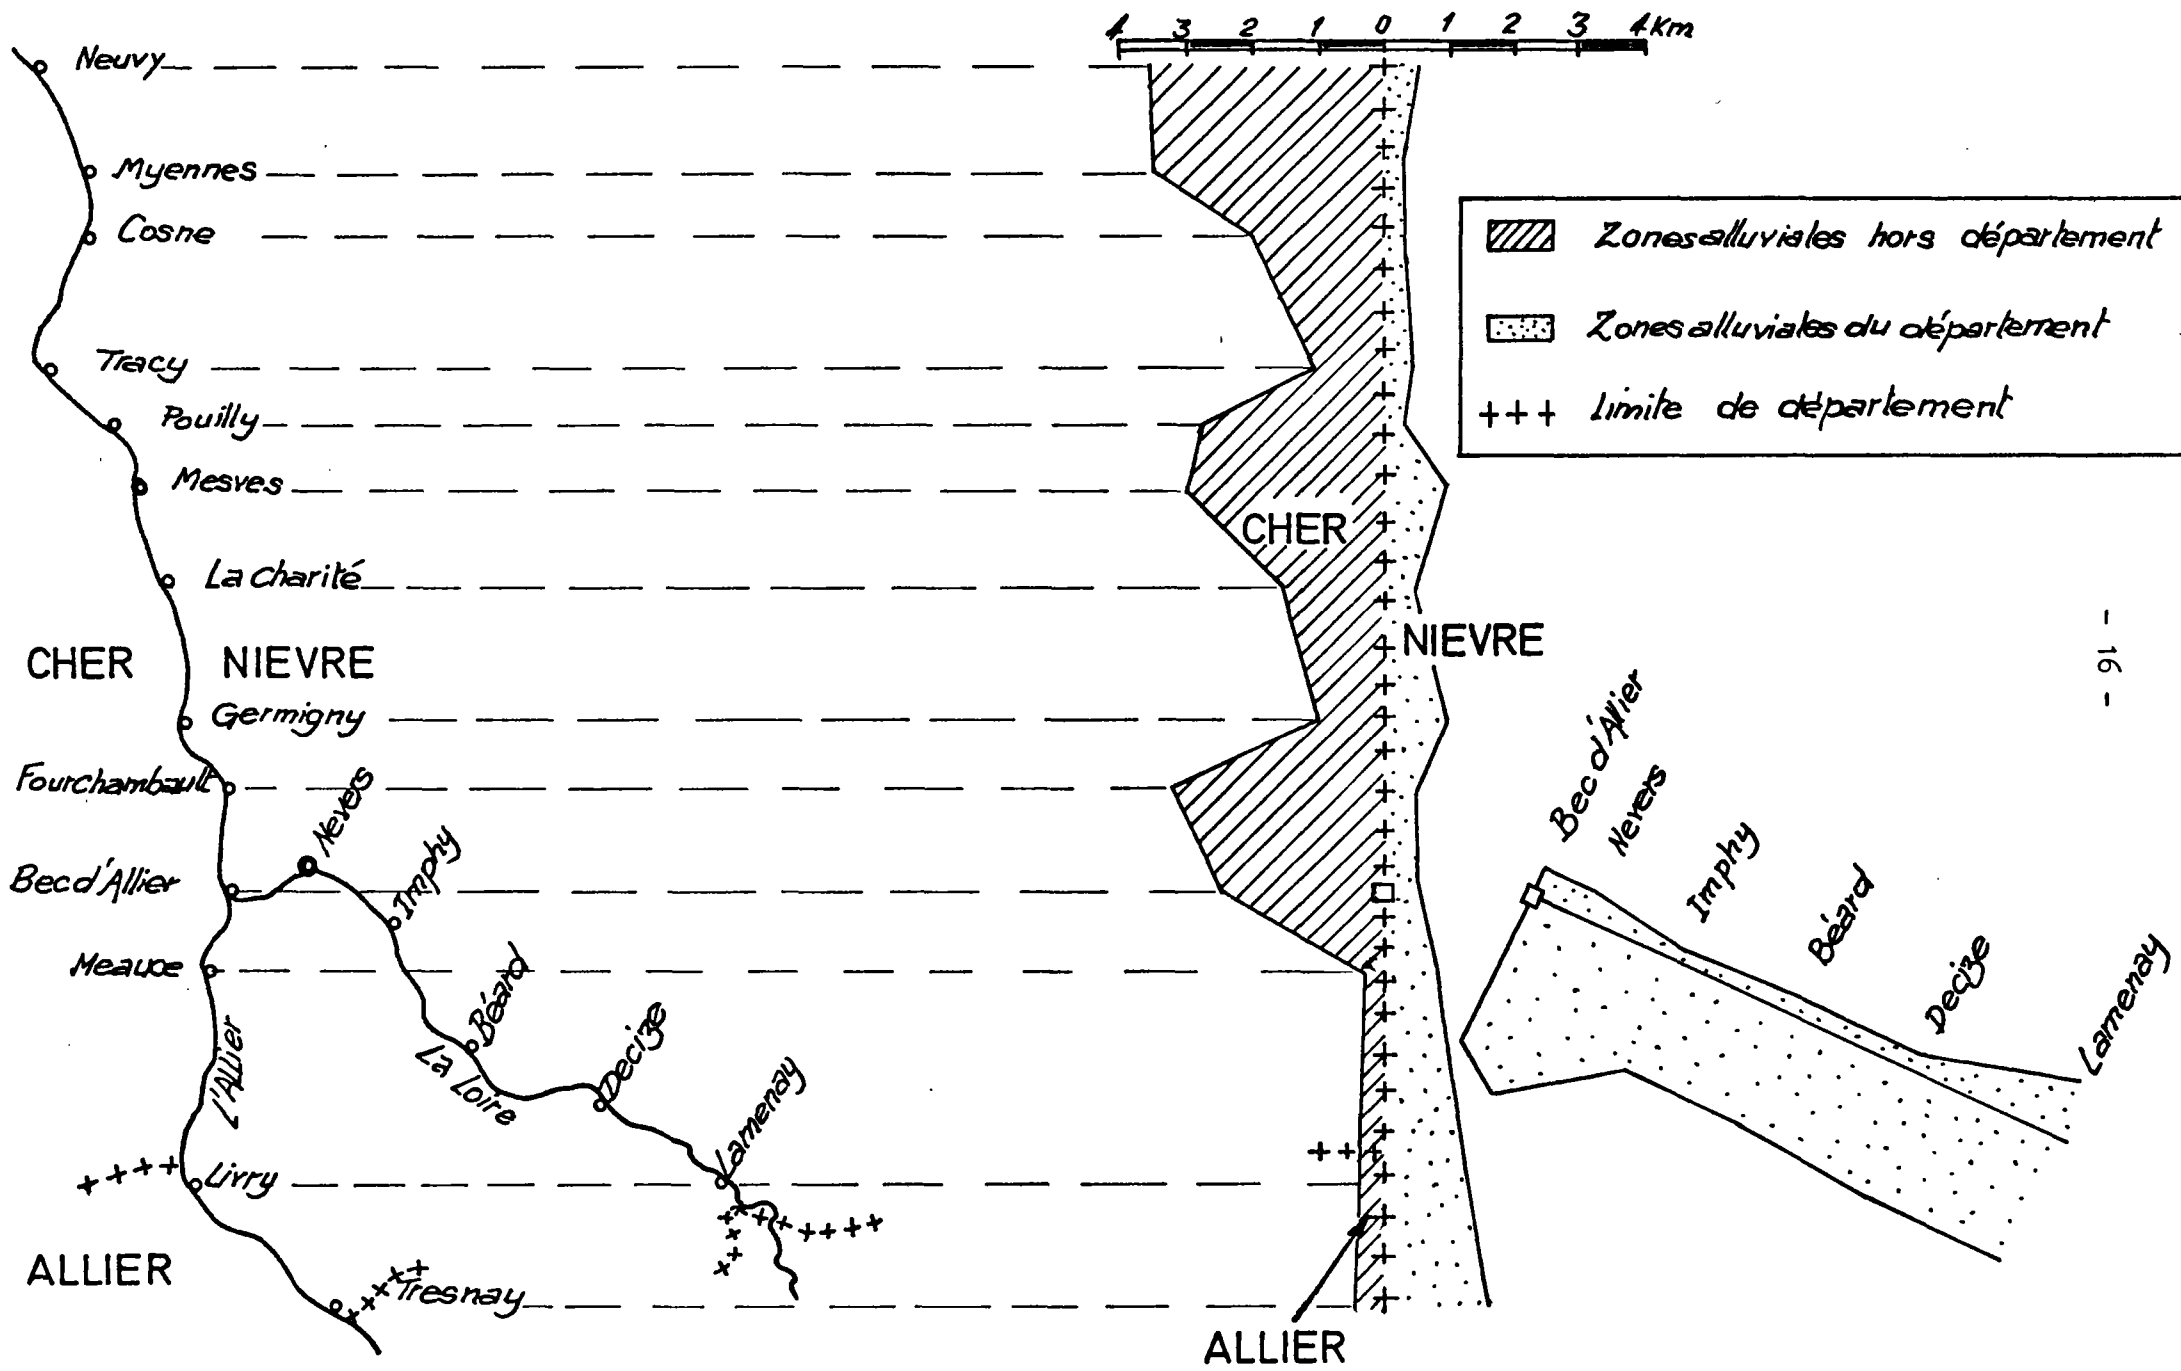 4 3 2 1 0 1 2 3 4 Km
Neuvy
Myennes
Cosne
Tracy
Pouilly
Mesves
La Charité
CHER NIEVRE
Germigny
Fourchambault
Bec d'Allier
Nevers
Imphy
Meauce
Béard
La Loire
Decize
Lamenay
L'Allier
Livry
ALLIER
Tresnay
CHER
NIEVRE
ALLIER
Zones alluviales hors département
Zones alluviales du département
+++ limite de département
Bec d'Allier
Nevers
Imphy
Béard
Decize
Lamenay
- 16 -